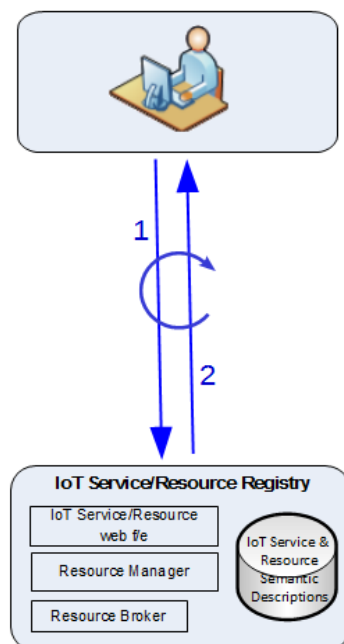 1
2
IoT Service/Resource Registry
IoT Service/Resource
web f/e
Resource Manager
Resource Broker
IoT Service &
Resource
Semantic
Descriptions